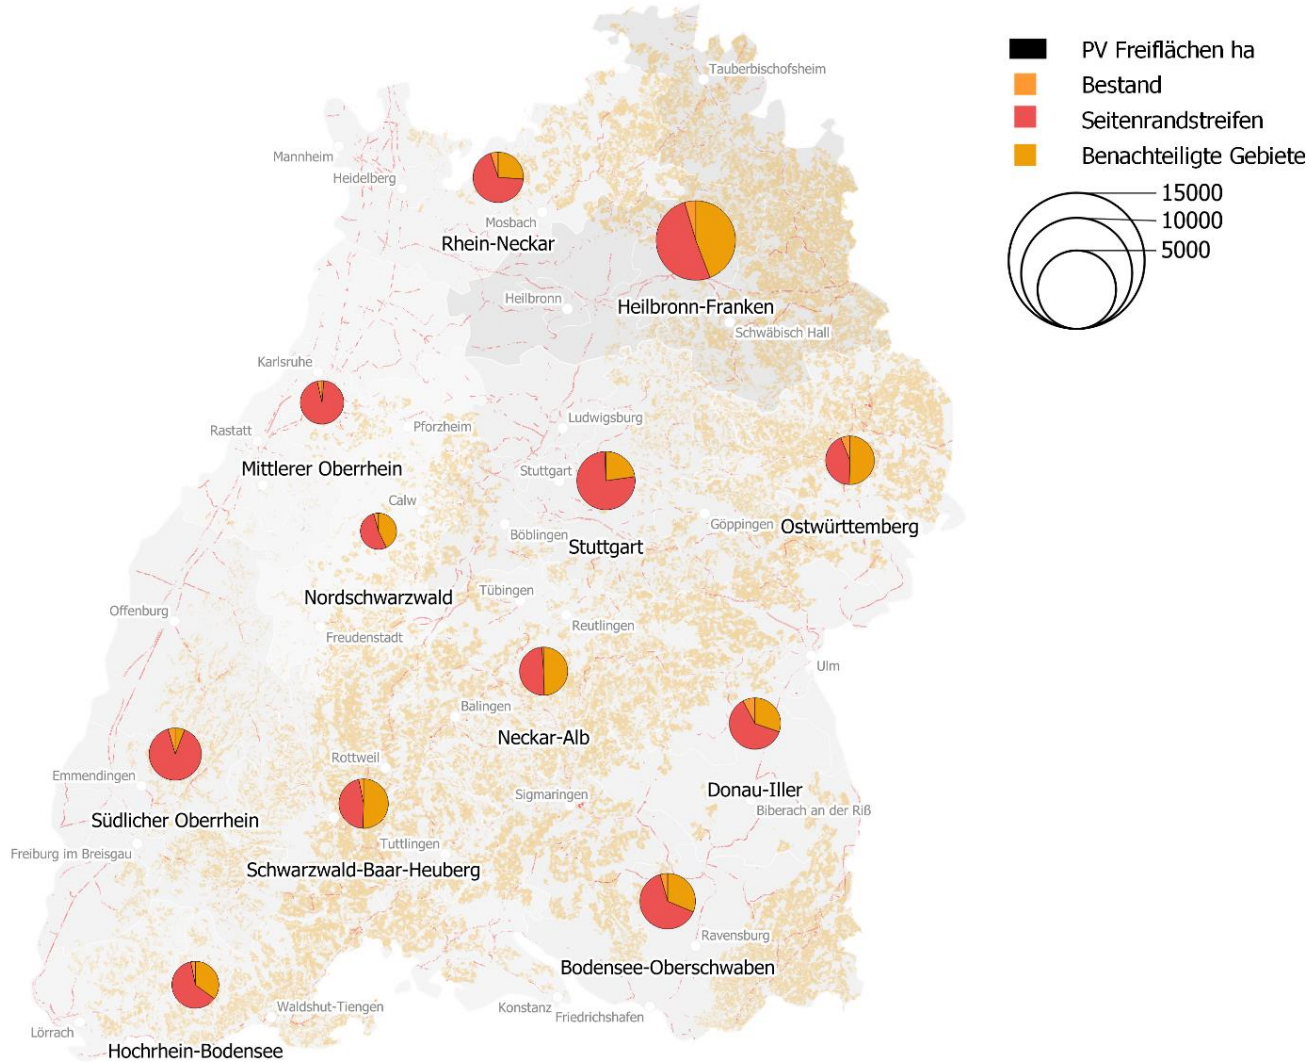 PV Freiflächen ha
Bestand
Seitenrandstreifen
Benachteiligte Gebiete
15000
10000
5000
Tauberbischofsheim
Mannheim
Heidelberg
Mosbach
Rhein-Neckar
Heilbronn
Heilbronn-Franken
Schwäbisch Hall
Karlsruhe
Rastatt
Pforzheim
Ludwigsburg
Mittlerer Oberrhein
Stuttgart
Calw
Göppingen
Ostwürttemberg
Böblingen
Stuttgart
Nordschwarzwald
Tübingen
Offenburg
Reutlingen
Freudenstadt
Ulm
Balingen
Neckar-Alb
Rottweil
Emmendingen
Donau-Iller
Sigmaringen
Biberach an der Riß
Südlicher Oberrhein
Tuttlingen
Freiburg im Breisgau
Schwarzwald-Baar-Heuberg
Ravensburg
Bodensee-Oberschwaben
Waldshut-Tiengen
Konstanz
Friedrichshafen
Lörrach
Hochrhein-Bodensee